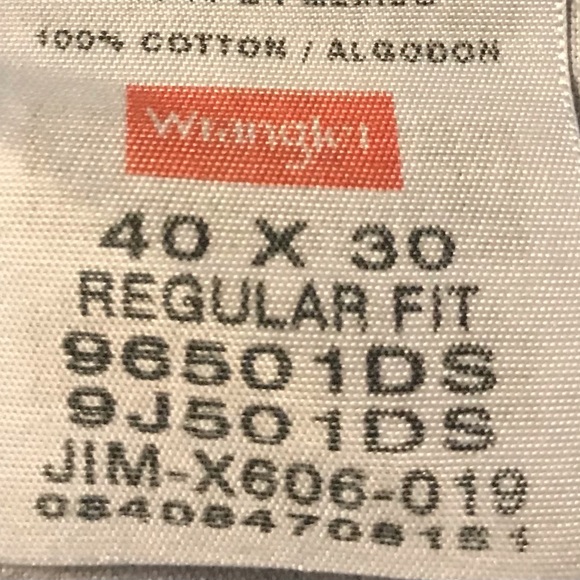 100% COTTON / ALGODON
Wrangler
40 X 30
REGULAR FIT
96501DS
9J501DS
JIM-X606-019